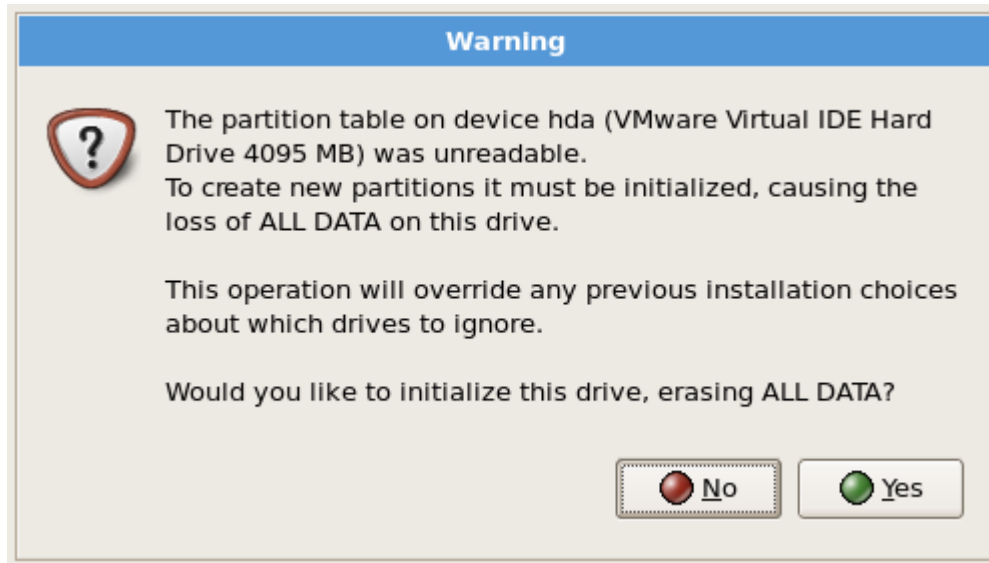 Warning
The partition table on device hda (VMware Virtual IDE Hard
Drive 4095 MB) was unreadable.
To create new partitions it must be initialized, causing the
loss of ALL DATA on this drive.
This operation will override any previous installation choices
about which drives to ignore.
Would you like to initialize this drive, erasing ALL DATA?
No
Yes